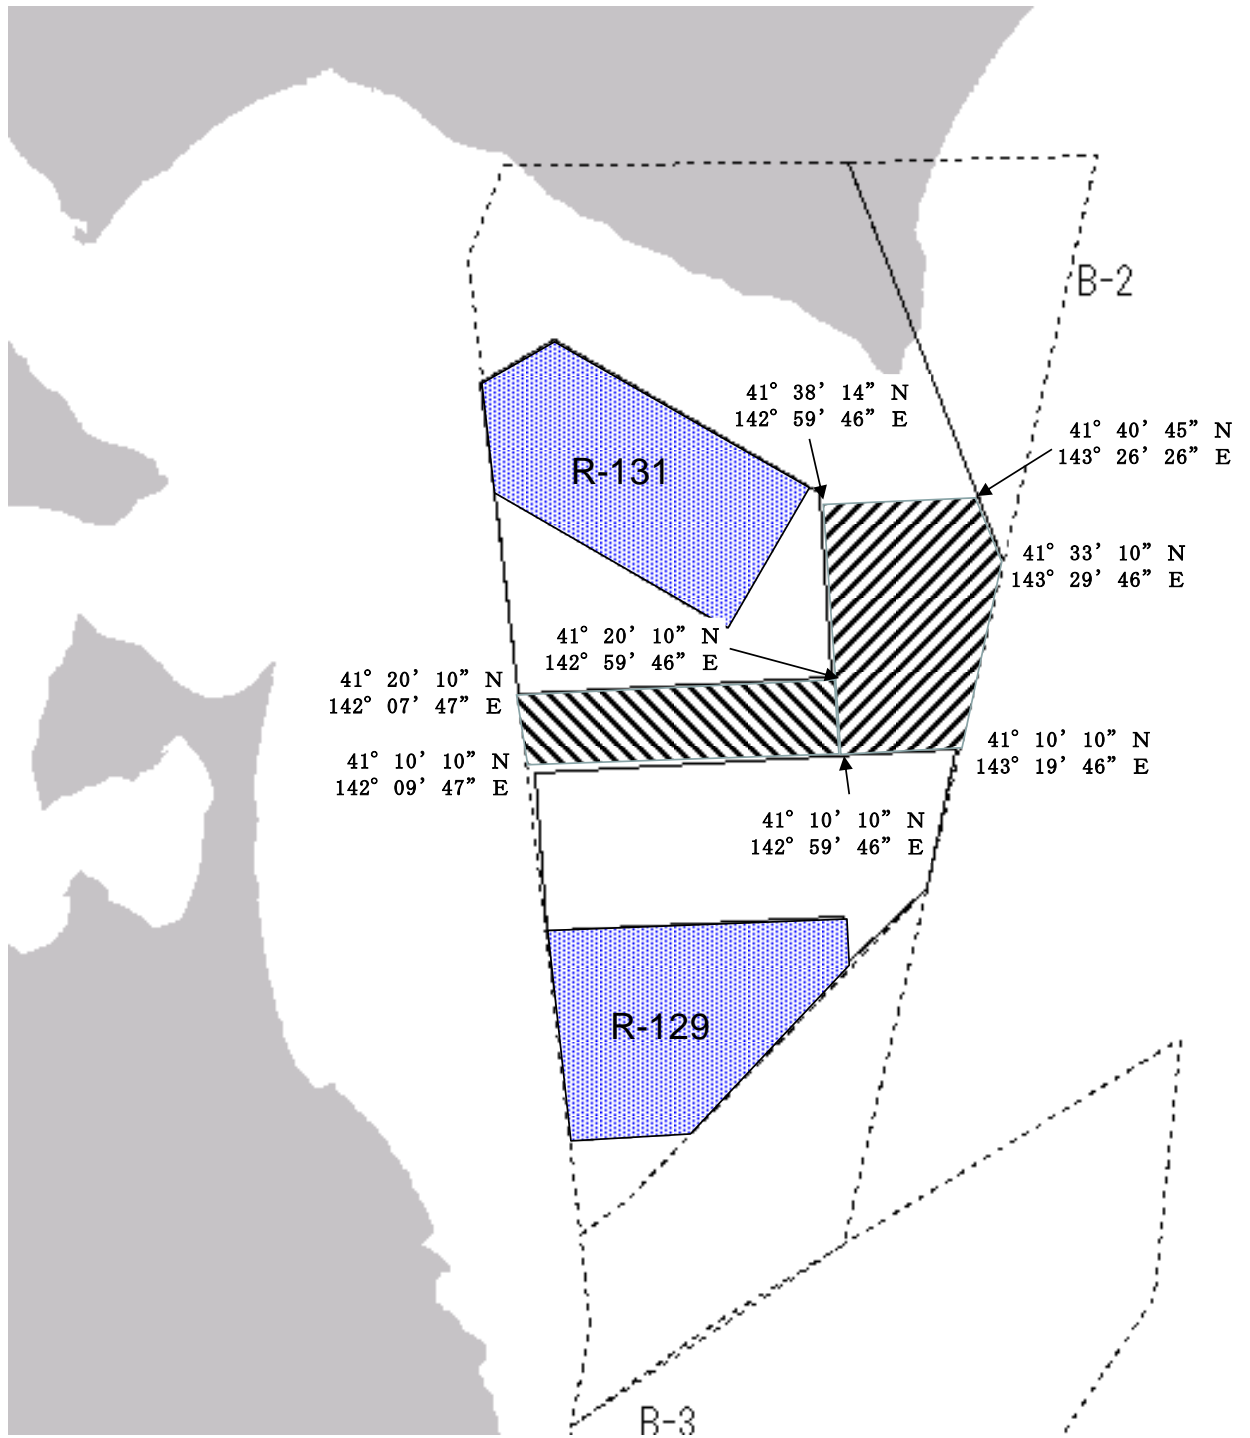 B-2
41° 38’ 14” N
142° 59’ 46” E
41° 40’ 45” N
143° 26’ 26” E
R-131
41° 33’ 10” N
143° 29’ 46” E
41° 20’ 10” N
142° 59’ 46” E
41° 20’ 10” N
142° 07’ 47” E
41° 10’ 10” N
143° 19’ 46” E
41° 10’ 10” N
142° 09’ 47” E
41° 10’ 10” N
142° 59’ 46” E
R-129
B-3